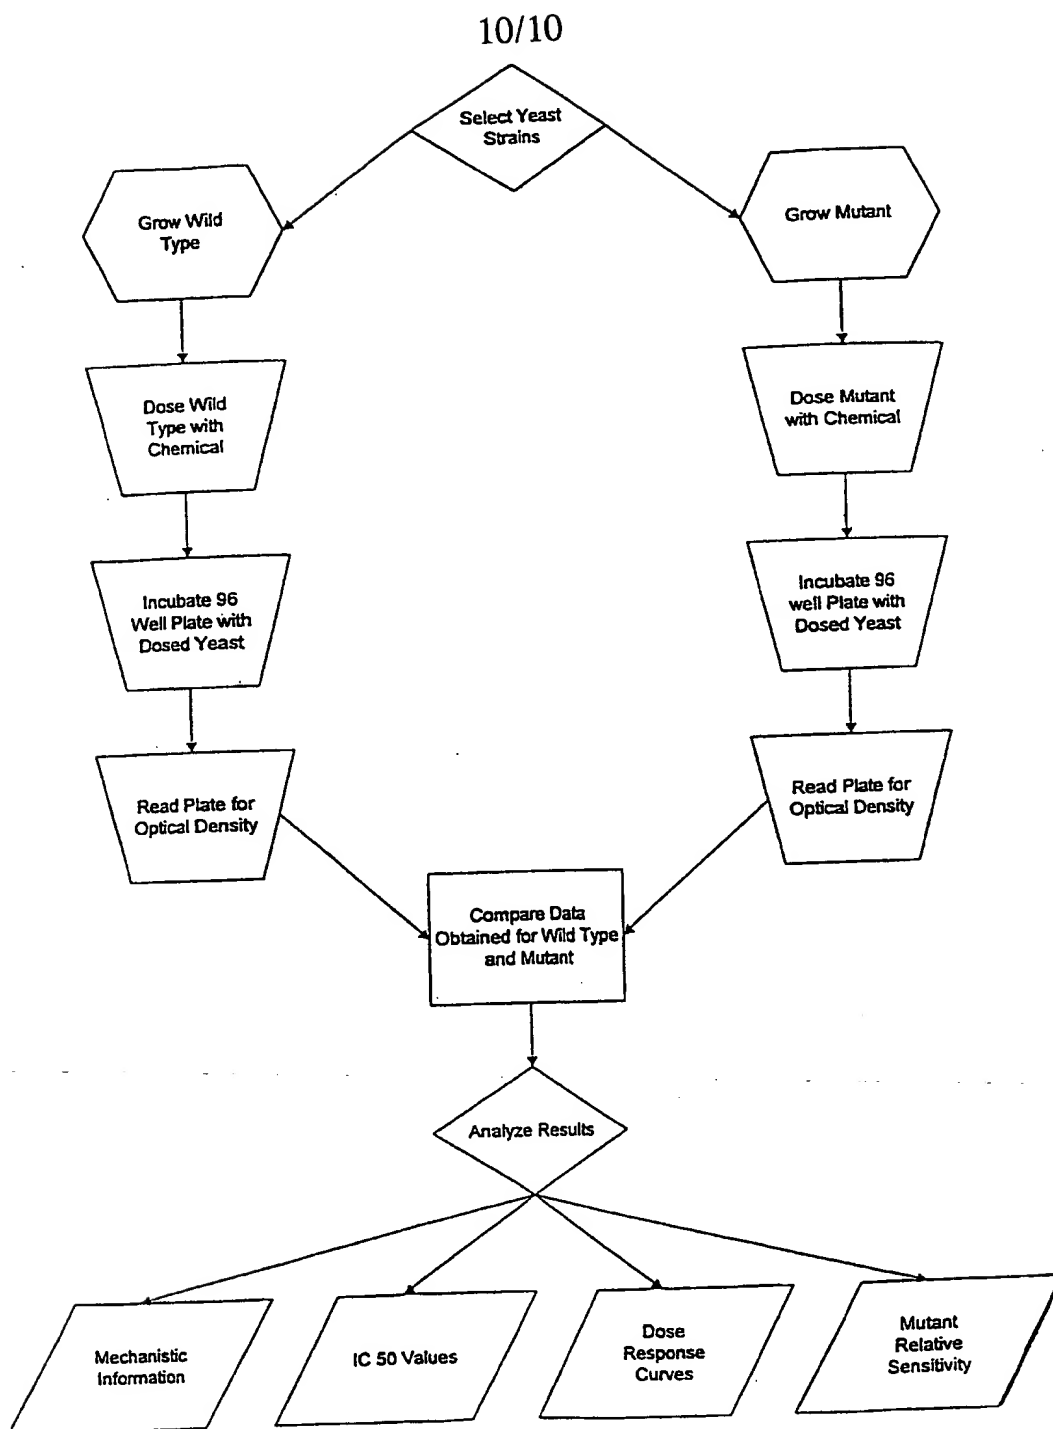 10/10
Select Yeast
Strains
Grow Wild
Type
Grow Mutant
Dose Wild
Type with
Chemical
Dose Mutant
with Chemical
Incubate 96
Well Plate with
Dosed Yeast
Incubate 96
well Plate with
Dosed Yeast
Read Plate for
Optical Density
Read Plate for
Optical Density
Compare Data
Obtained for Wild Type
and Mutant
Analyze Results
Mechanistic
Information
IC 50 Values
Dose
Response
Curves
Mutant
Relative
Sensitivity